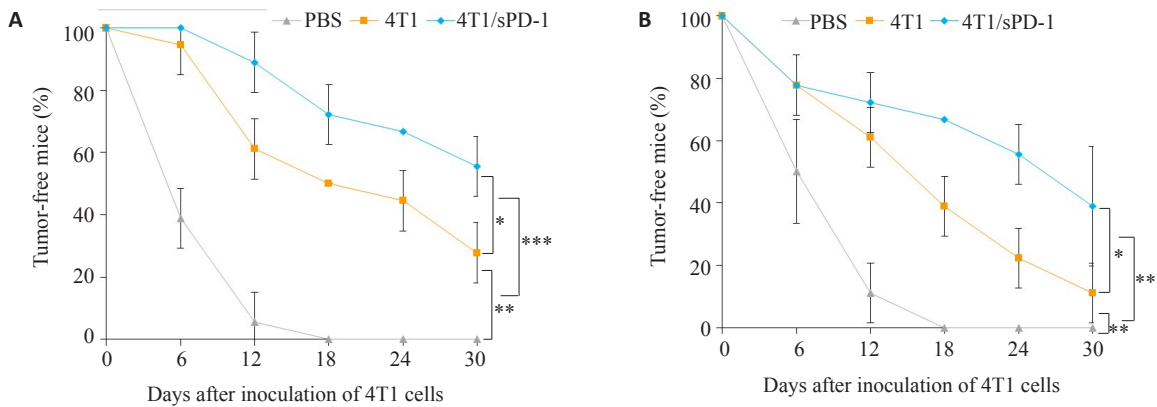 A
PBS 4T1 4T1/sPD-1
Tumor-free mice (%)
100
80
60
40
20
0
*
***
**
0 6 12 18 24 30
Days after inoculation of 4T1 cells
B
PBS 4T1 4T1/sPD-1
Tumor-free mice (%)
100
80
60
40
20
0
*
**
**
0 6 12 18 24 30
Days after inoculation of 4T1 cells